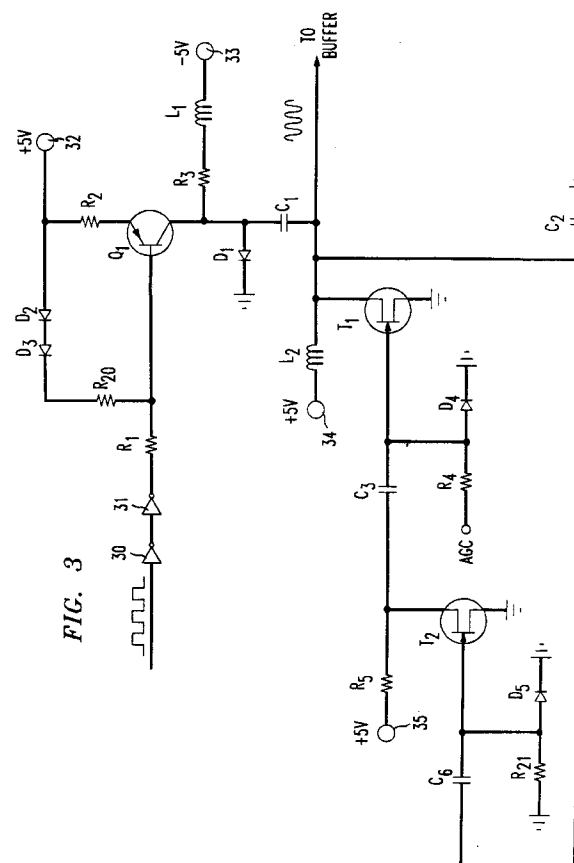 FIG. 3
30
31
R1
R20
D3
D2
+5V
32
R2
Q1
R3
L1
-5V
33
D1
C1
TO
BUFFER
L2
+5V
34
T1
C2
C3
D4
R4
AGC
R5
+5V
35
T2
D5
C6
R21